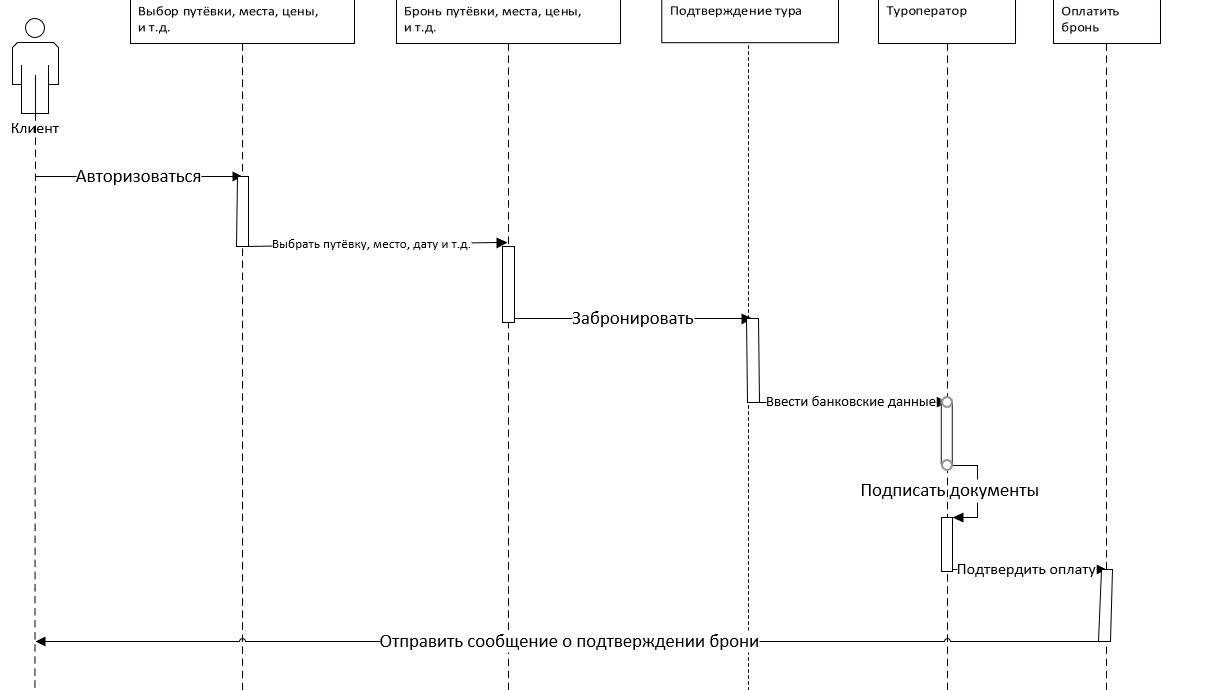 Выбор путёвки, места, цены,
и т.д.
Бронь путёвки, места, цены,
и т.д.
Подтверждение тура
Туроператор
Оплатить
бронь
Клиент
Авторизоваться
Выбрать путёвку, место, дату и т.д.
Забронировать
Ввести банковские данные
Подписать документы
Подтвердить оплату
Отправить сообщение о подтверждении брони